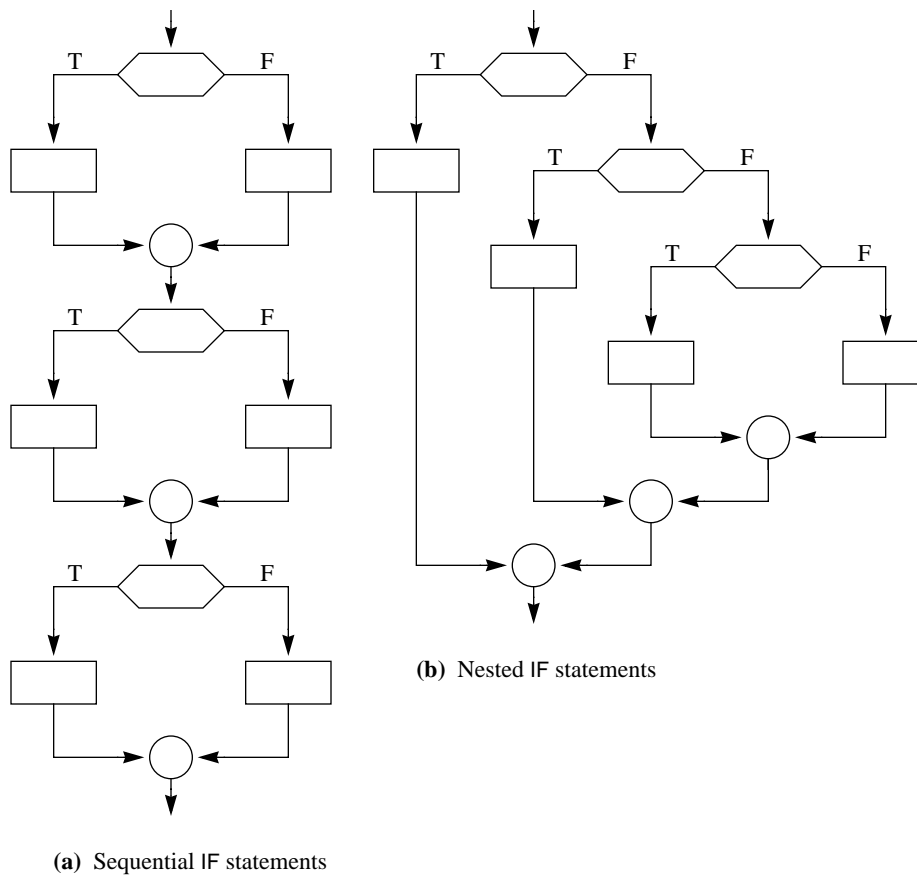 T F
T F
T F
T F
T F
T F
(b) Nested IF statements
(a) Sequential IF statements